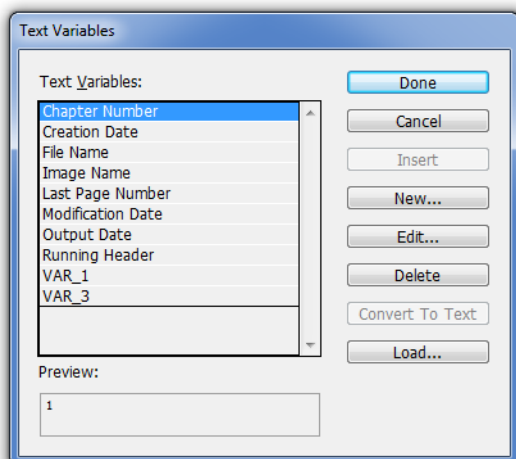 Text Variables
Text Variables:
Chapter Number
Creation Date
File Name
Image Name
Last Page Number
Modification Date
Output Date
Running Header
VAR_1
VAR_3
Preview:
1
Done
Cancel
Insert
New...
Edit...
Delete
Convert To Text
Load...